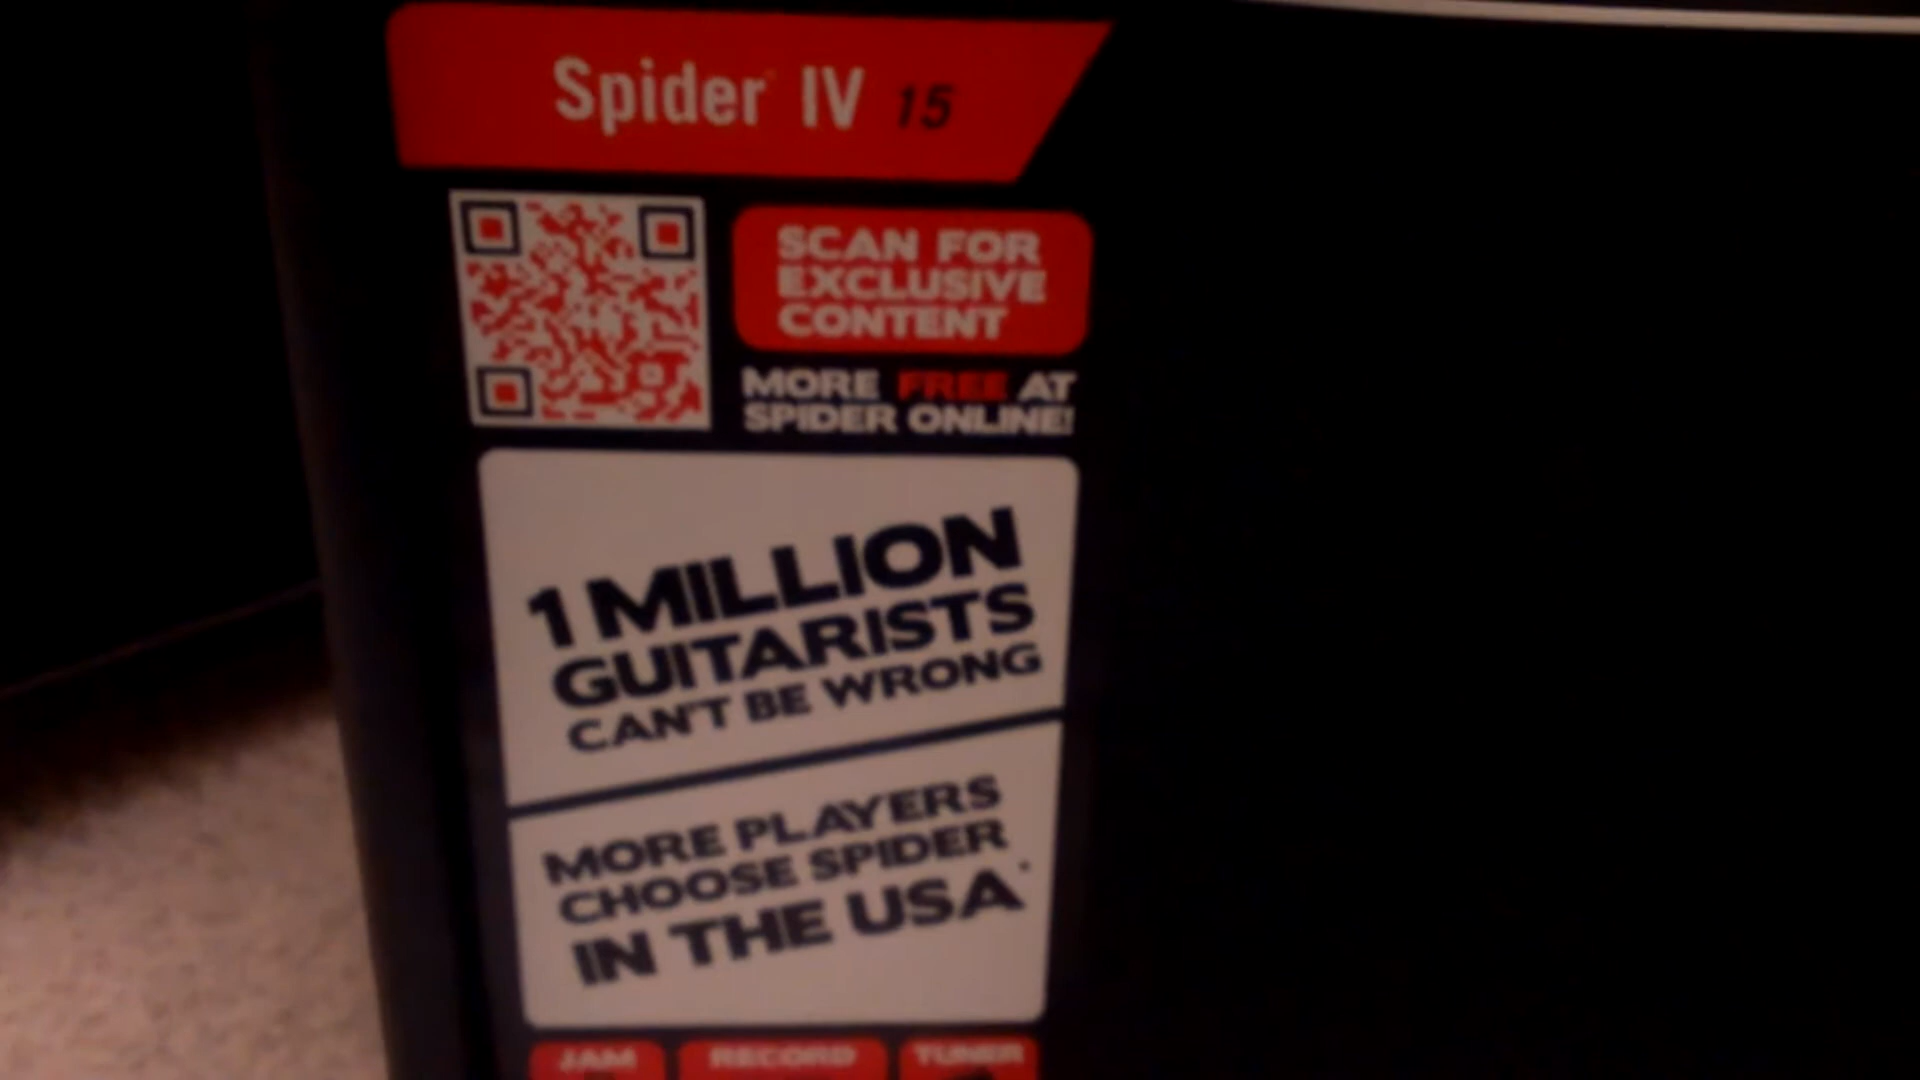 Spider IV 15
SCAN FOR
EXCLUSIVE
CONTENT
MORE FREE AT
SPIDER ONLINE!
1 MILLION
GUITARISTS
CAN'T BE WRONG
MORE PLAYERS
CHOOSE SPIDER
IN THE USA*
JAM RECORD TUNER